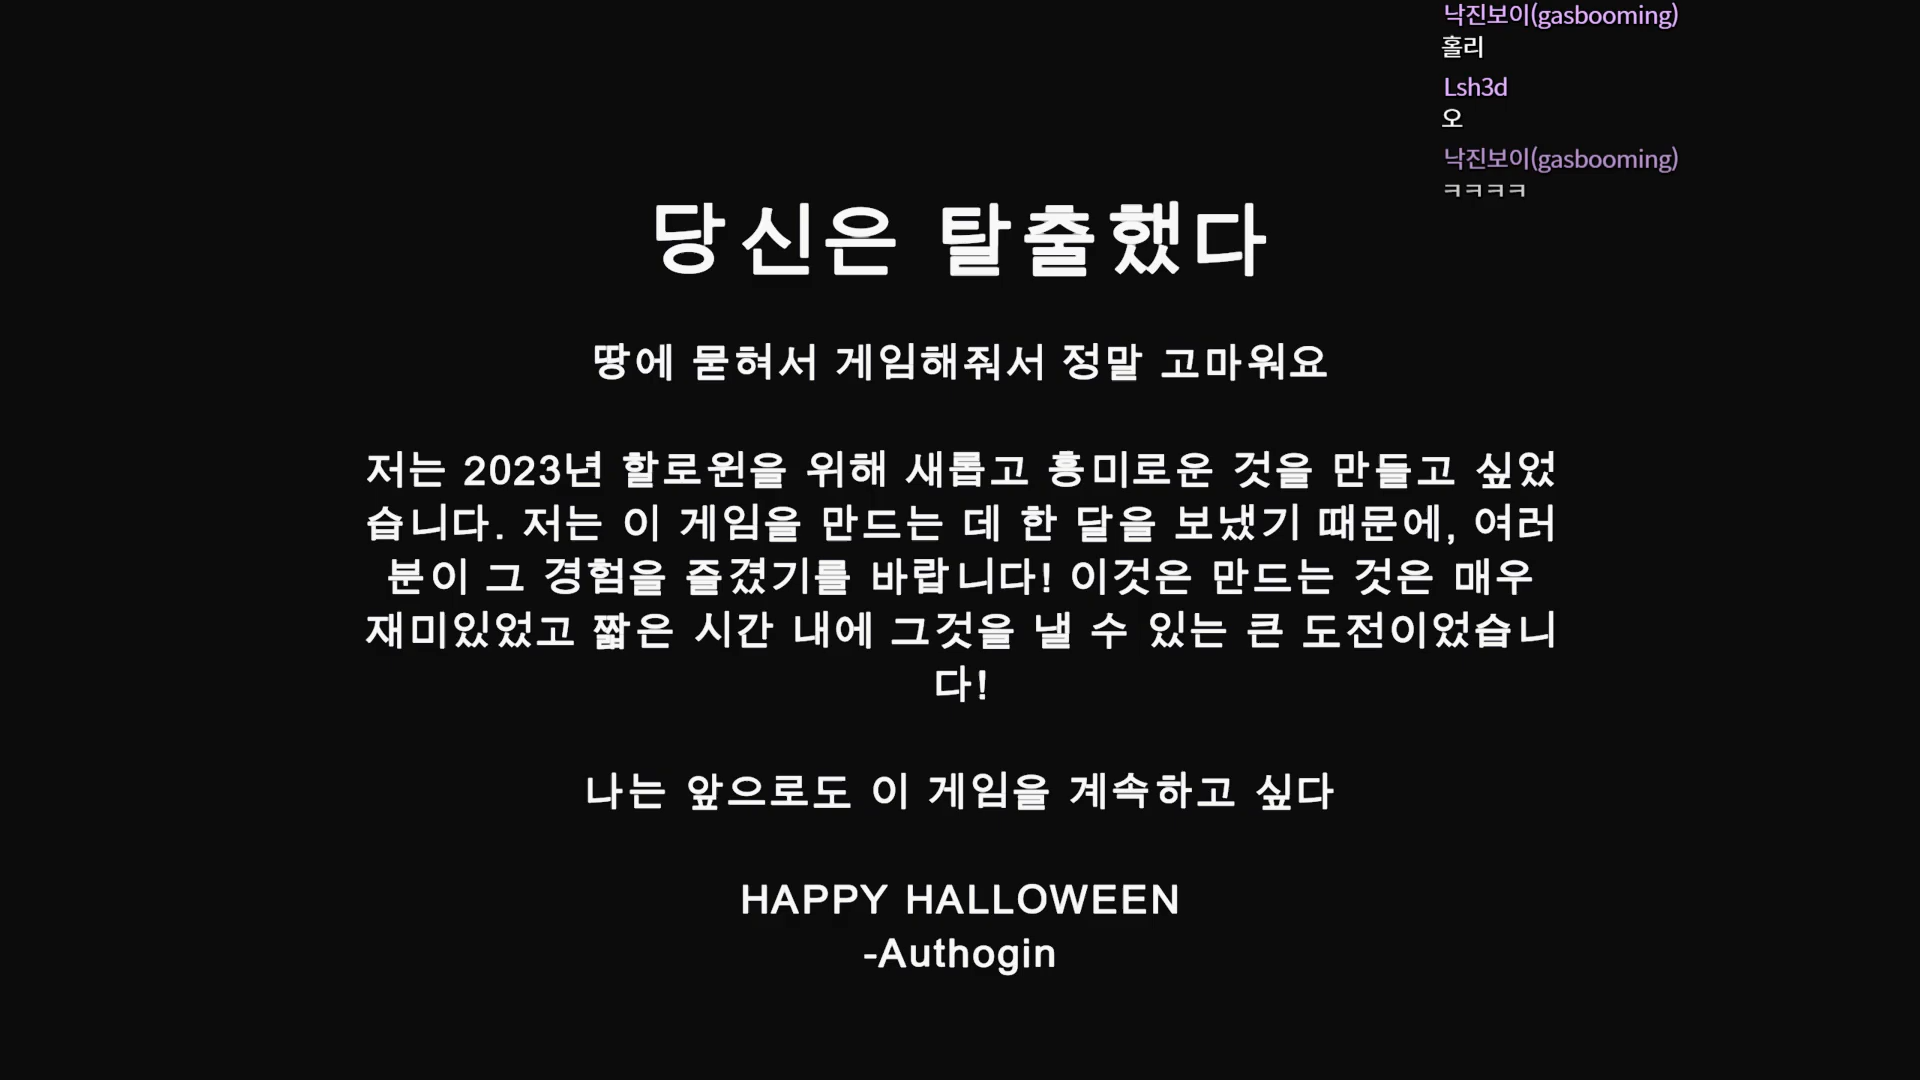 낙진보이(gasbooming)
홀리
Lsh3d
오
낙진보이(gasbooming)
ㅋㅋㅋㅋ
당신은 탈출했다
땅에 묻혀서 게임해줘서 정말 고마워요
저는 2023년 할로윈을 위해 새롭고 흥미로운 것을 만들고 싶었
습니다. 저는 이 게임을 만드는 데 한 달을 보냈기 때문에, 여러
분이 그 경험을 즐겼기를 바랍니다! 이것은 만드는 것은 매우
재미있었고 짧은 시간 내에 그것을 낼 수 있는 큰 도전이었습니
다!
나는 앞으로도 이 게임을 계속하고 싶다
HAPPY HALLOWEEN
-Authogin